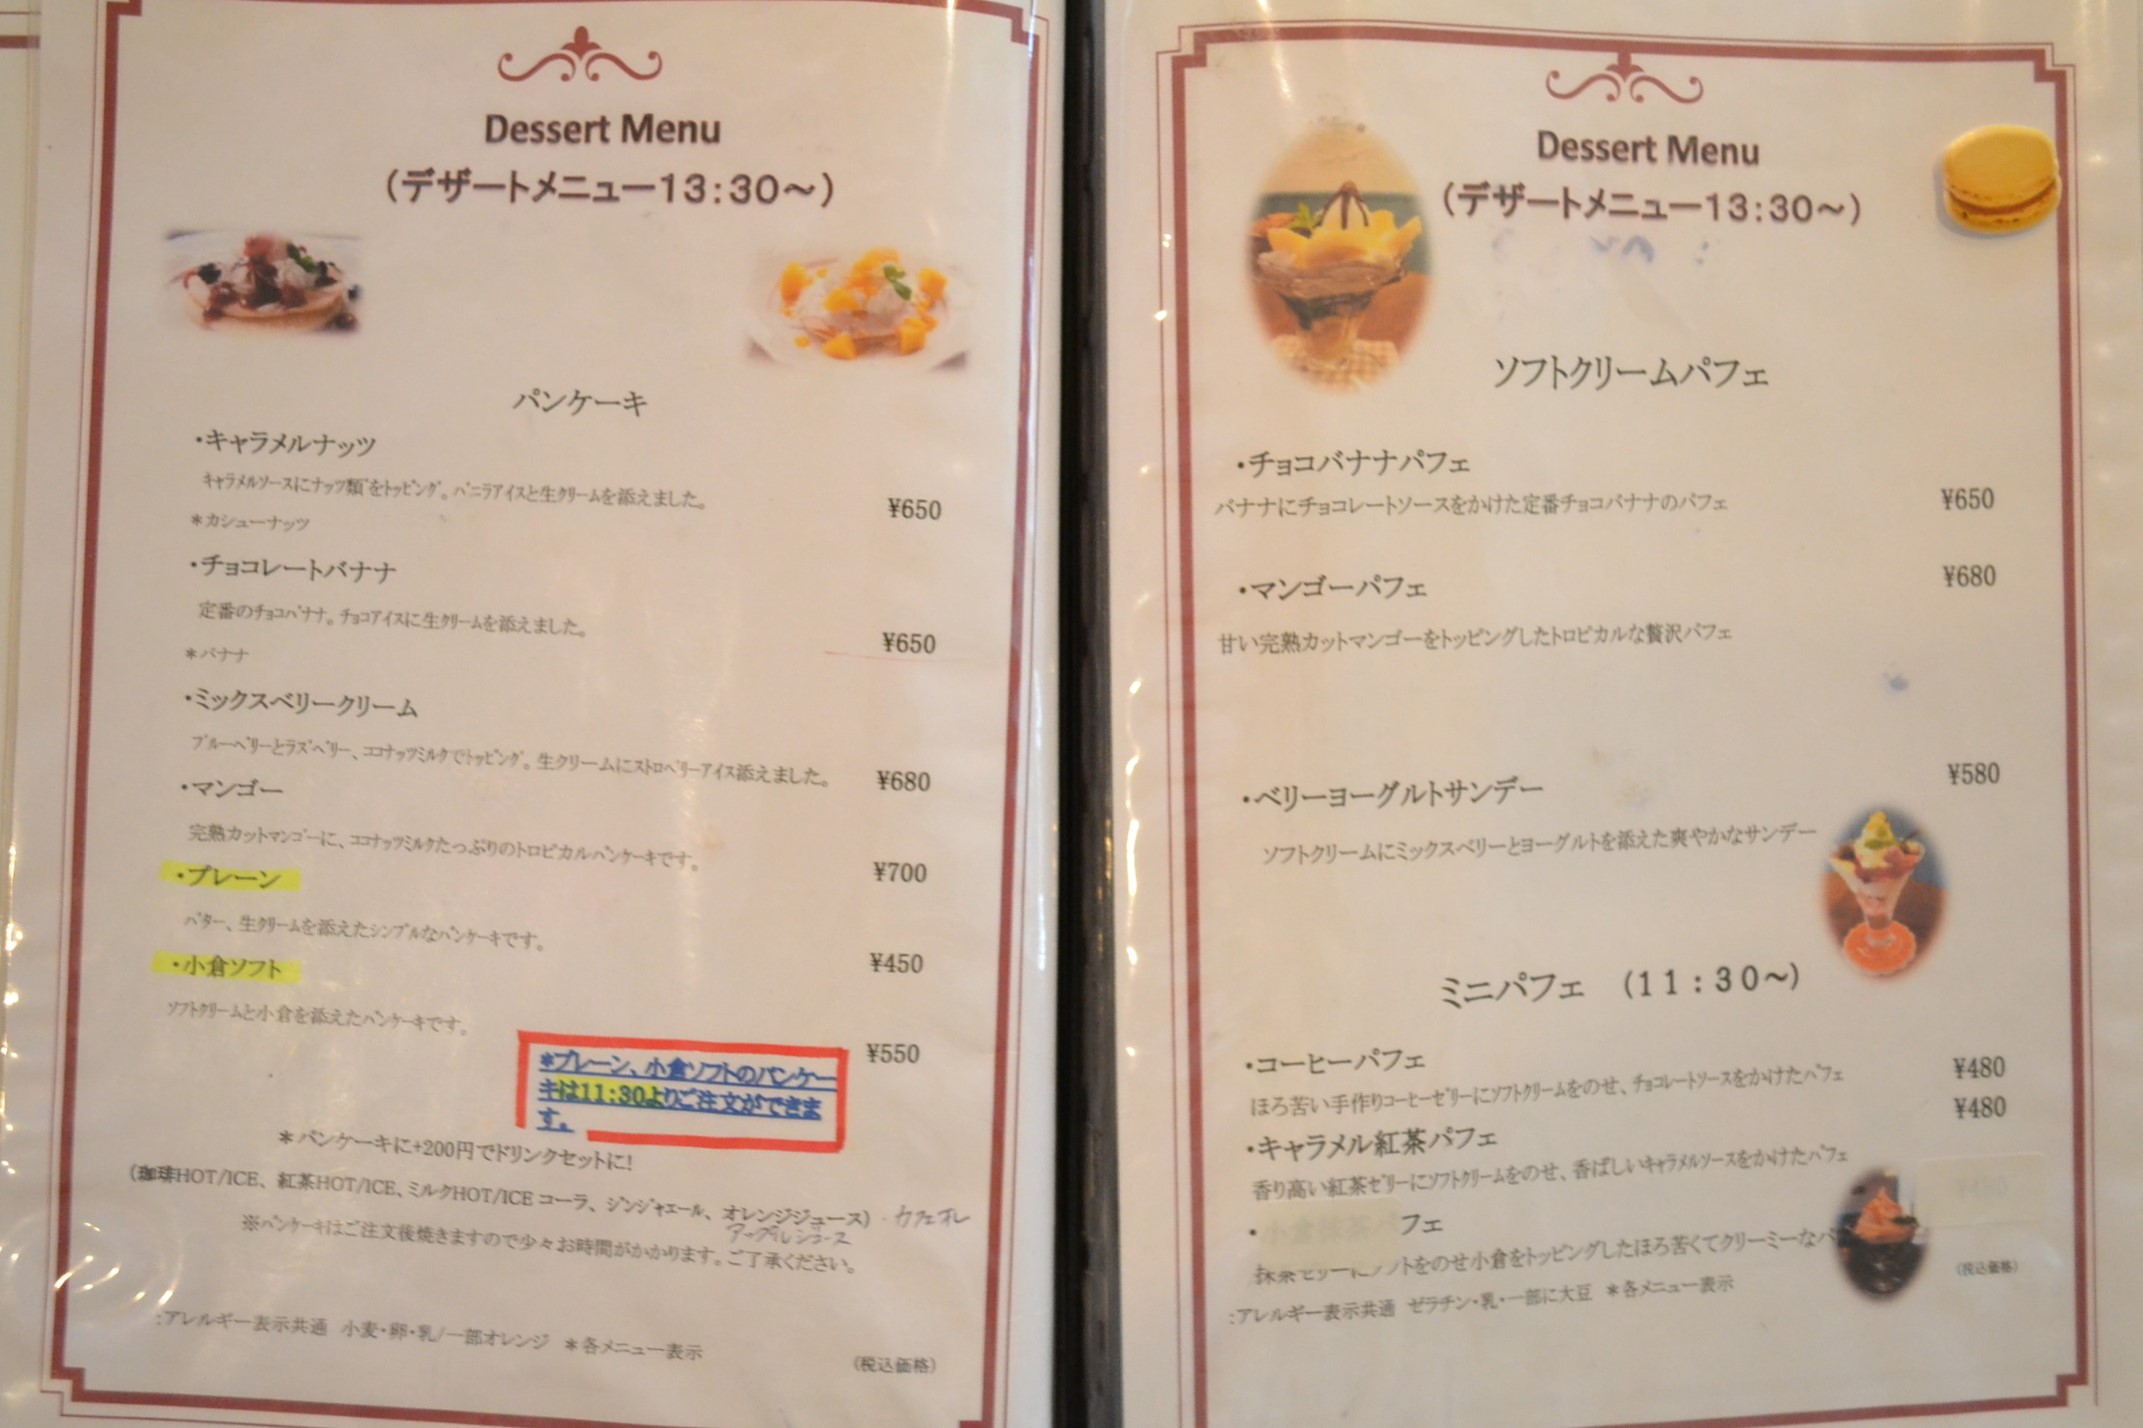 Dessert Menu
（デザートメニュー13:30～）
パンケーキ
・キャラメルナッツ
ｷｬﾗﾒﾙソースにナッツ類をﾄｯﾋﾟﾝｸﾞ。ﾊﾞﾆﾗアイスと生クリームを添えました。
¥650
＊カシューナッツ
・チョコレートバナナ
定番のﾁｮｺﾊﾞﾅﾅ。ﾁｮｺアイスに生ｸﾘｰﾑを添えました。
¥650
＊バナナ
・ミックスベリークリーム
ﾌﾞﾙｰﾍﾞﾘｰとﾗｽﾞﾍﾞﾘｰ、ｺｺﾅｯﾂﾐﾙｸでﾄｯﾋﾟﾝｸﾞ。生クリームにｽﾄﾛﾍﾞﾘｰアイス添えました。
¥680
・マンゴー
完熟カットﾏﾝｺﾞｰに、ｺｺﾅｯﾂﾐﾙｸたっぷりのトロピカルﾊﾟﾝｹｰｷです。
¥700
・プレーン
ﾊﾞﾀｰ、生ｸﾘｰﾑを添えたｼﾝﾌﾟﾙなﾊﾟﾝｹｰｷです。
¥450
・小倉ソフト
ｿﾌﾄｸﾘｰﾑと小倉を添えたﾊﾟﾝｹｰｷです。
¥550
＊プレーン、小倉ソフトのパンケー
キは11:30よりご注文ができま
す。
＊パンケーキに+200円でドリンクセットに!
(珈琲HOT/ICE、紅茶HOT/ICE、ミルクHOT/ICE コーラ、ｼﾞﾝｼﾞｬｴｰﾙ、オレンジジュース)・カフェオレ
アップルジュース
※ﾊﾟﾝｹｰｷはご注文後焼きますので少々お時間がかかります。ご了承ください。
:アレルギー表示共通 小麦・卵・乳/一部オレンジ ＊各メニュー表示
(税込価格)
Dessert Menu
（デザートメニュー13:30～）
ソフトクリームパフェ
・チョコバナナパフェ
バナナにチョコレートソースをかけた定番チョコバナナのパフェ
¥650
・マンゴーパフェ
¥680
甘い完熟カットマンゴーをトッピングしたトロピカルな贅沢パフェ
・ベリーヨーグルトサンデー
¥580
ソフトクリームにミックスベリーとヨーグルトを添えた爽やかなサンデー
ミニパフェ （11：30～）
・コーヒーパフェ
¥480
ほろ苦い手作りｺｰﾋｰｾﾞﾘｰにｿﾌﾄｸﾘｰﾑをのせ、ﾁｮｺﾚｰﾄｿｰｽをかけたﾊﾟﾌｪ
¥480
・キャラメル紅茶パフェ
香り高い紅茶ｾﾞﾘｰにｿﾌﾄｸﾘｰﾑをのせ、香ばしいｷｬﾗﾒﾙｿｰｽをかけたﾊﾟﾌｪ
・フェ
抹茶ゼリーにソフトをのせ小倉をトッピングしたほろ苦くてクリーミーなパ
(税込価格)
:アレルギー表示共通 ゼラチン・乳・一部に大豆 ＊各メニュー表示